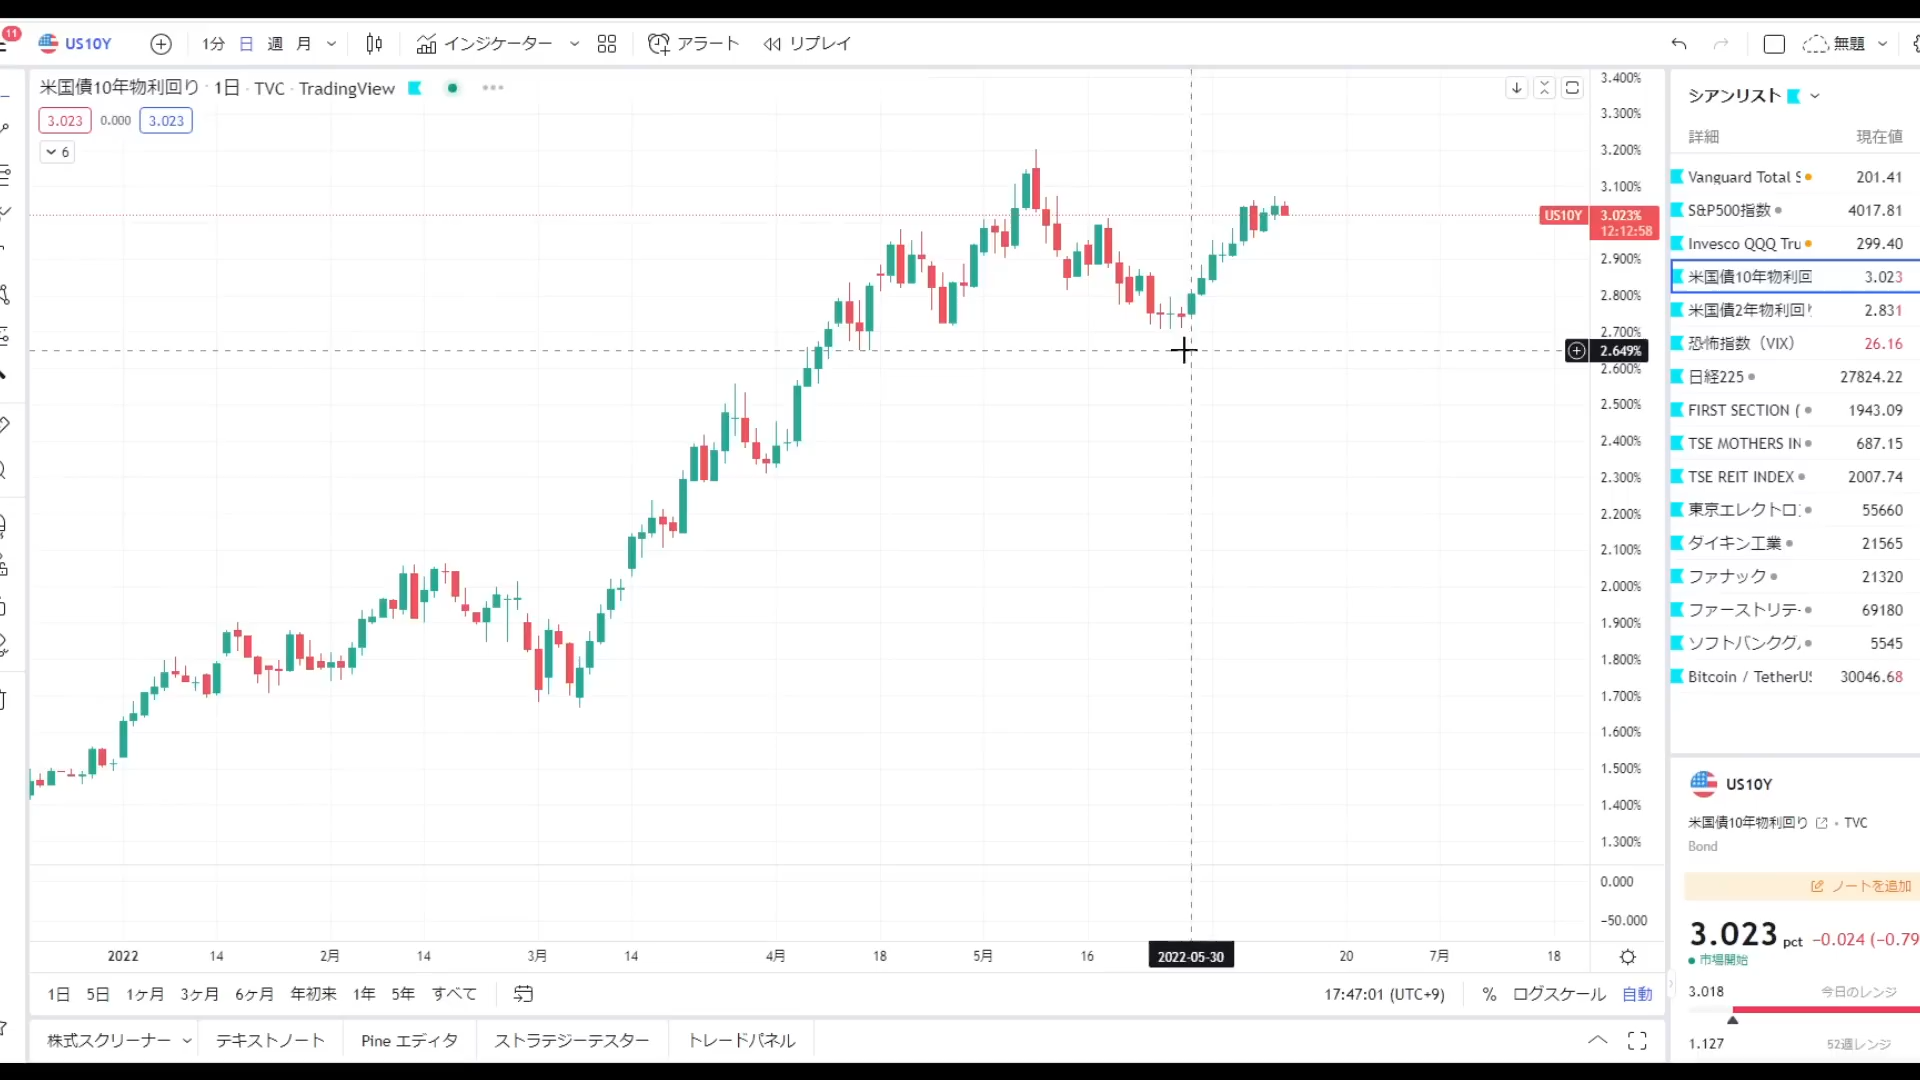 11
US10Y
1分 日 週 月
インジケーター
アラート
リプレイ
無題
米国債10年物利回り · 1日 · TVC · TradingView
3.023 0.000 3.023
6
3.400%
3.300%
3.200%
3.100%
US10Y 3.023%
12:12:58
2.900%
2.800%
2.700%
2.649%
2.600%
2.500%
2.400%
2.300%
2.200%
2.100%
2.000%
1.900%
1.800%
1.700%
1.600%
1.500%
1.400%
1.300%
0.000
−50.000
2022 14 2月 14 3月 14 4月 18 5月 16 2022-05-30 20 7月 18
1日 5日 1ヶ月 3ヶ月 6ヶ月 年初来 1年 5年 すべて
17:47:01 (UTC+9) % ログスケール 自動
株式スクリーナー テキストノート Pine エディタ ストラテジーテスター トレードパネル
シアンリスト
詳細 現在値
Vanguard Total 201.41
S&P500指数 4017.81
Invesco QQQ Tru 299.40
米国債10年物利回 3.023
米国債2年物利回り 2.831
恐怖指数（VIX） 26.16
日経225 27824.22
FIRST SECTION ( 1943.09
TSE MOTHERS IN 687.15
TSE REIT INDEX 2007.74
東京エレクトロ 55660
ダイキン工業 21565
ファナック 21320
ファーストリテ 69180
ソフトバンクグ 5545
Bitcoin / TetherUS 30046.68
US10Y
米国債10年物利回り · TVC
Bond
ノートを追加
3.023 pct −0.024 (−0.79
市場開始
3.018 今日のレンジ
1.127 52週レンジ